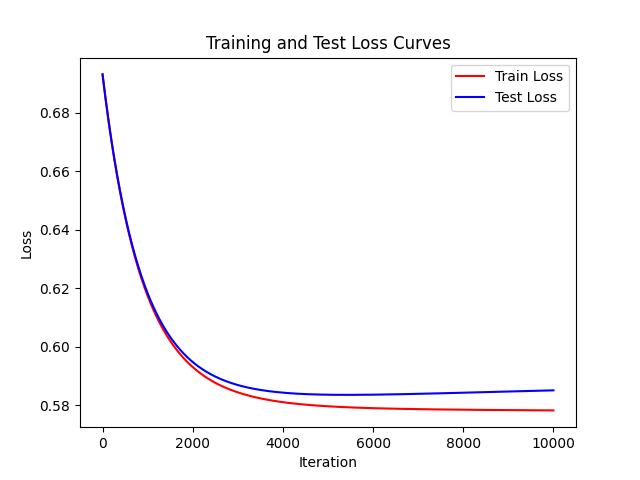 Training and Test Loss Curves
Train Loss
Test Loss
0.68
0.66
0.64
0.62
0.60
0.58
Loss
0 2000 4000 6000 8000 10000
Iteration